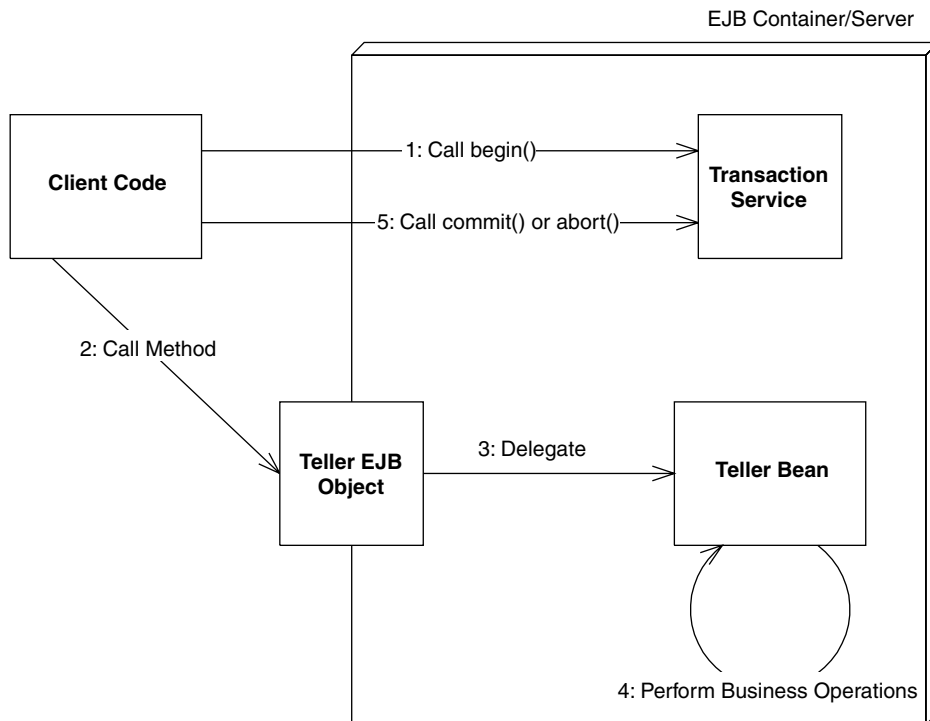 EJB Container/Server
1: Call begin()
Client Code
Transaction
Service
5: Call commit() or abort()
2: Call Method
3: Delegate
Teller EJB
Object
Teller Bean
4: Perform Business Operations